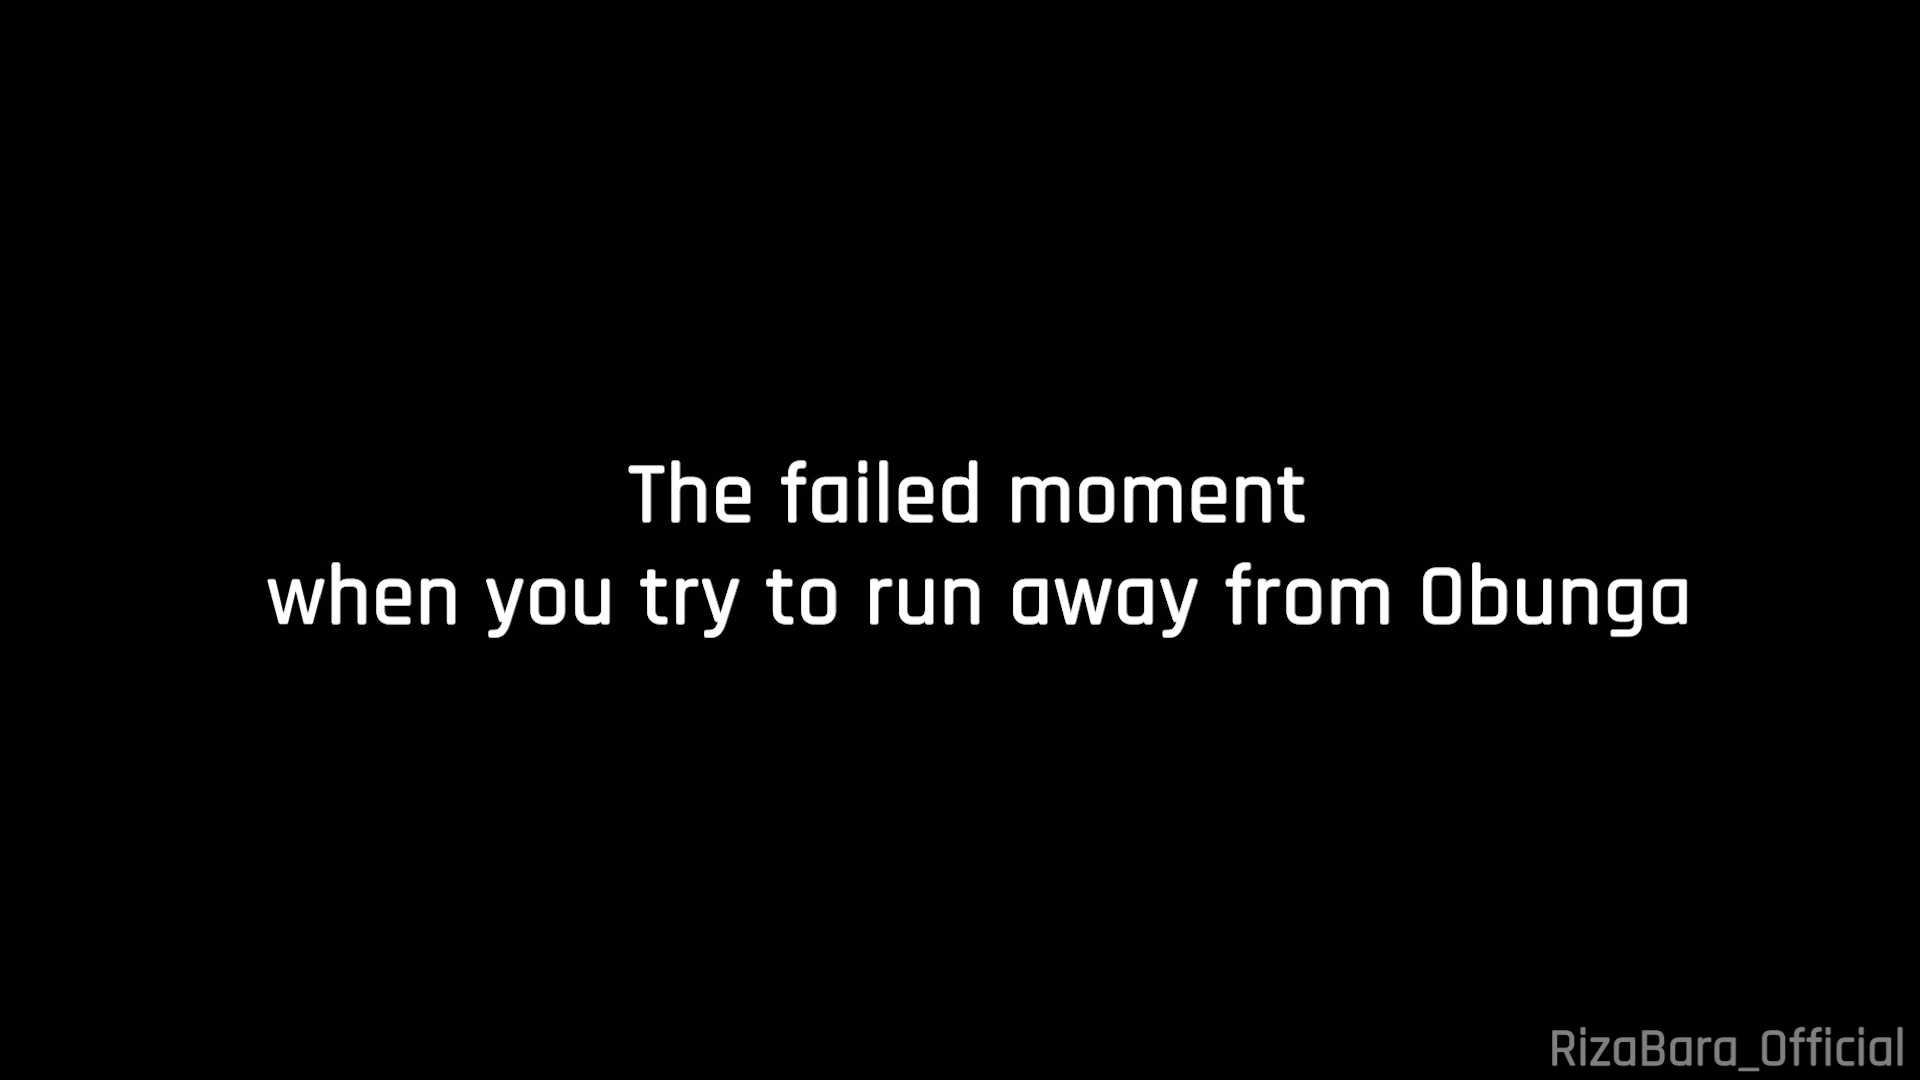 The failed moment
when you try to run away from Obunga
RizaBara_Official